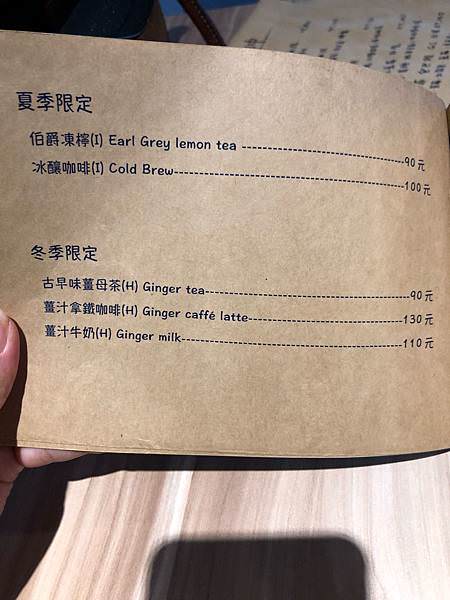 夏季限定
伯爵凍檸(I) Earl Grey lemon tea ----------90元
冰釀咖啡(I) Cold Brew----------100元
冬季限定
古早味薑母茶(H) Ginger tea----------90元
薑汁拿鐵咖啡(H) Ginger caffé latte----------130元
薑汁牛奶(H) Ginger milk----------110元